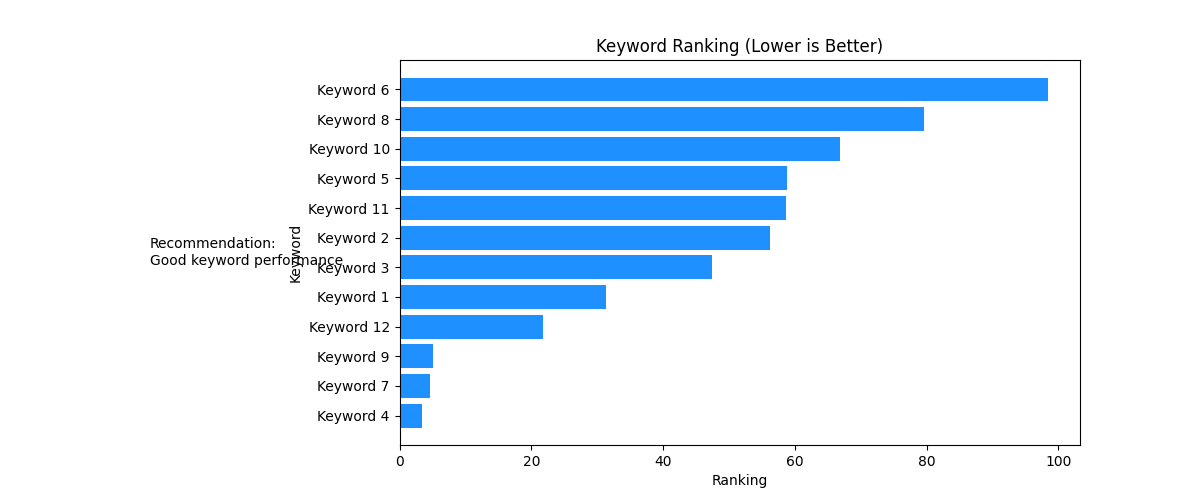 Keyword Ranking (Lower is Better)
Keyword 6
Keyword 8
Keyword 10
Keyword 5
Keyword 11
Keyword 2
Keyword 3
Keyword 1
Keyword 12
Keyword 9
Keyword 7
Keyword 4
Keyword
Recommendation:
Good keyword performance
0 20 40 60 80 100
Ranking